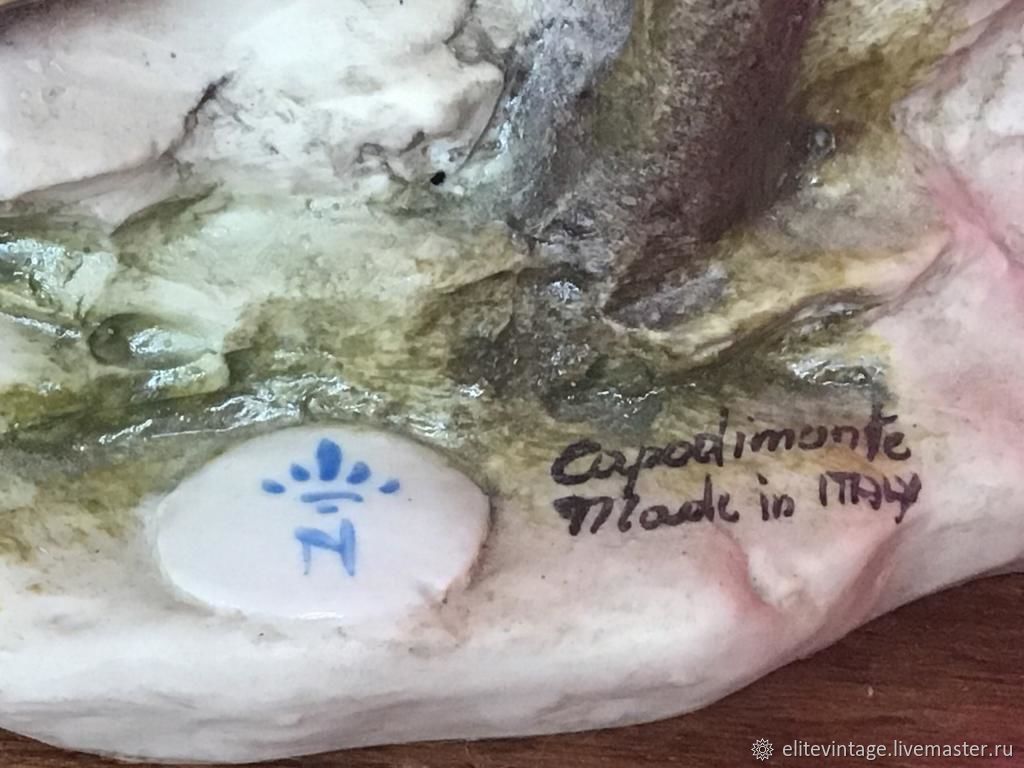 N
Capodimonte
Made in ITALY
elitevintage.livemaster.ru